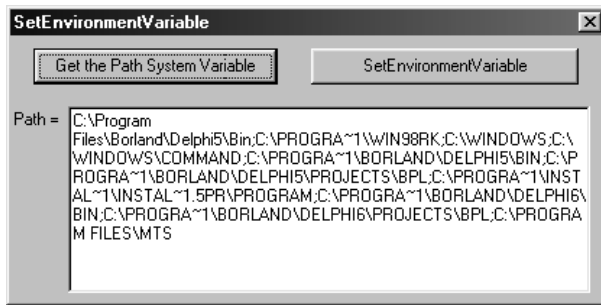 SetEnvironmentVariable
Get the Path System Variable
SetEnvironmentVariable
Path =
C:\Program
Files\Borland\Delphi5\Bin;C:\PROGRA~1\WIN98RK;C:\WINDOWS;C:\
WINDOWS\COMMAND;C:\PROGRA~1\BORLAND\DELPHI5\BIN;C:\P
ROGRA~1\BORLAND\DELPHI5\PROJECTS\BPL;C:\PROGRA~1\INST
AL~1\INSTAL~1.5PR\PROGRAM;C:\PROGRA~1\BORLAND\DELPHI6\
BIN;C:\PROGRA~1\BORLAND\DELPHI6\PROJECTS\BPL;C:\PROGRA
M FILES\MTS